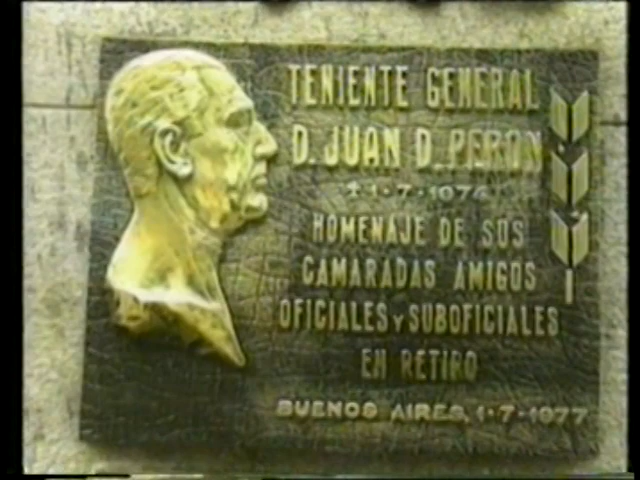 TENIENTE GENERAL
D. JUAN D. PERON
✝ 1-7-1974
HOMENAJE DE SUS
CAMARADAS AMIGOS
OFICIALES Y SUBOFICIALES
EN RETIRO
BUENOS AIRES, 1-7-1977